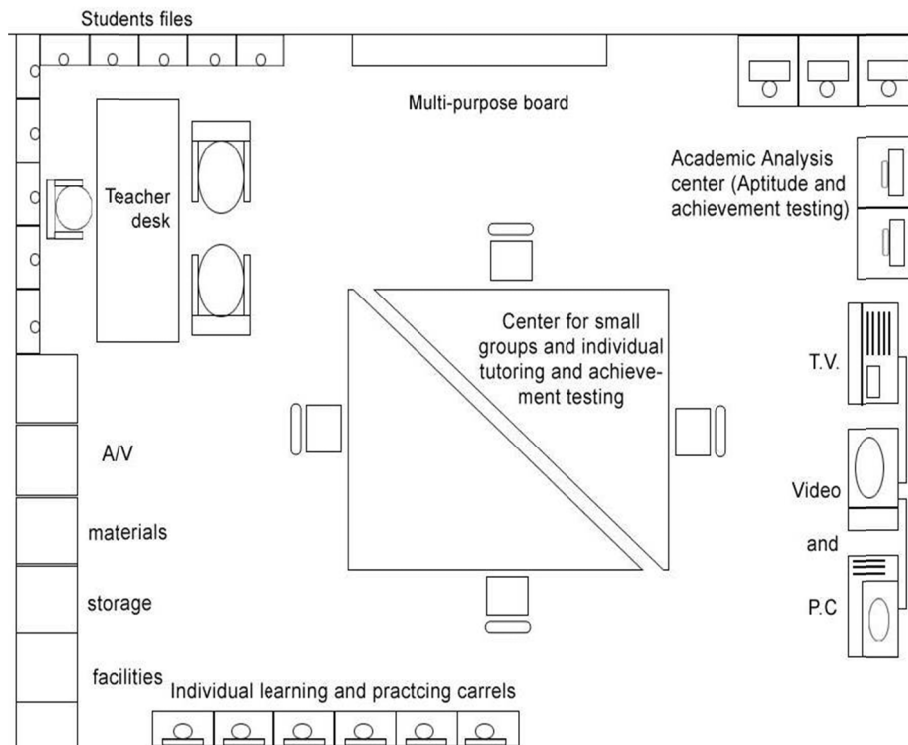 Students files
Multi-purpose board
Academic Analysis
center (Aptitude and
achievement testing)
Teacher
desk
Center for small
groups and individual
tutoring and achieve-
ment testing
T.V.
A/V
Video
materials
and
storage
P.C
facilities
Individual learning and practcing carrels